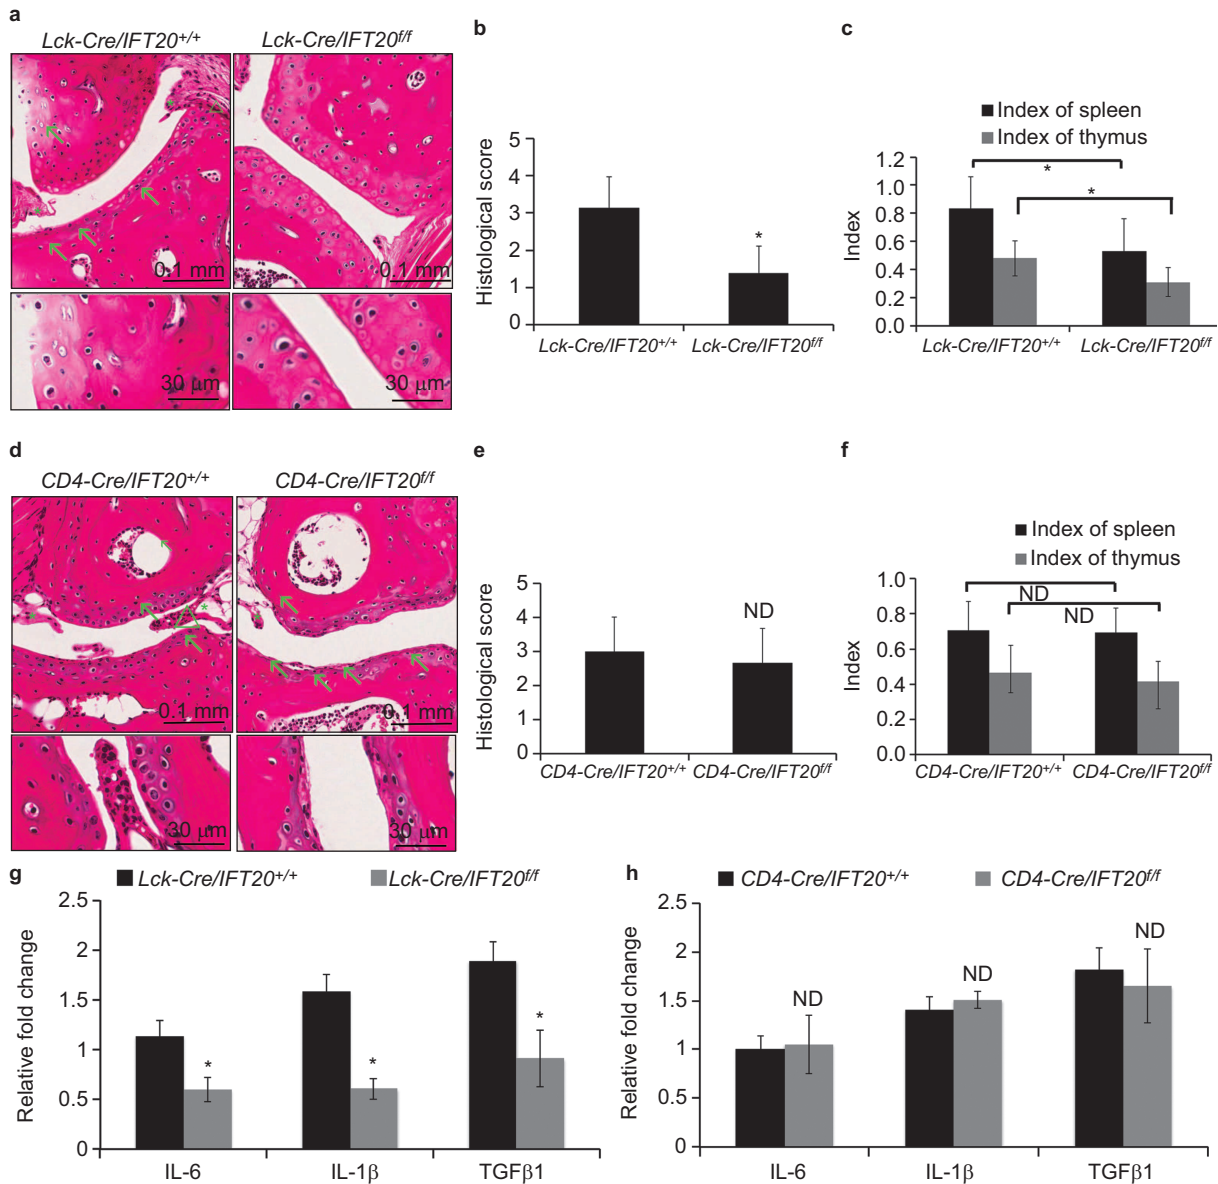 a
Lck-Cre/IFT20+/+
Lck-Cre/IFT20f/f
0.1 mm
0.1 mm
30 μm
30 μm
b
Histological score
5
4
3
2
1
0
*
Lck-Cre/IFT20+/+
Lck-Cre/IFT20f/f
c
Index of spleen
Index of thymus
Index
1.2
1.0
0.8
0.6
0.4
0.2
0.0
*
*
Lck-Cre/IFT20+/+
Lck-Cre/IFT20f/f
d
CD4-Cre/IFT20+/+
CD4-Cre/IFT20f/f
*
0.1 mm
0.1 mm
30 μm
30 μm
e
Histological score
5
4
3
2
1
0
ND
CD4-Cre/IFT20+/+
CD4-Cre/IFT20f/f
f
Index of spleen
Index of thymus
Index
1.0
0.8
0.6
0.4
0.2
0.0
ND
ND
CD4-Cre/IFT20+/+
CD4-Cre/IFT20f/f
g
Lck-Cre/IFT20+/+
Lck-Cre/IFT20f/f
Relative fold change
2.5
2
1.5
1
0.5
0
*
*
*
IL-6
IL-1β
TGFβ1
h
CD4-Cre/IFT20+/+
CD4-Cre/IFT20f/f
Relative fold change
2.5
2
1.5
1
0.5
0
ND
ND
ND
IL-6
IL-1β
TGFβ1